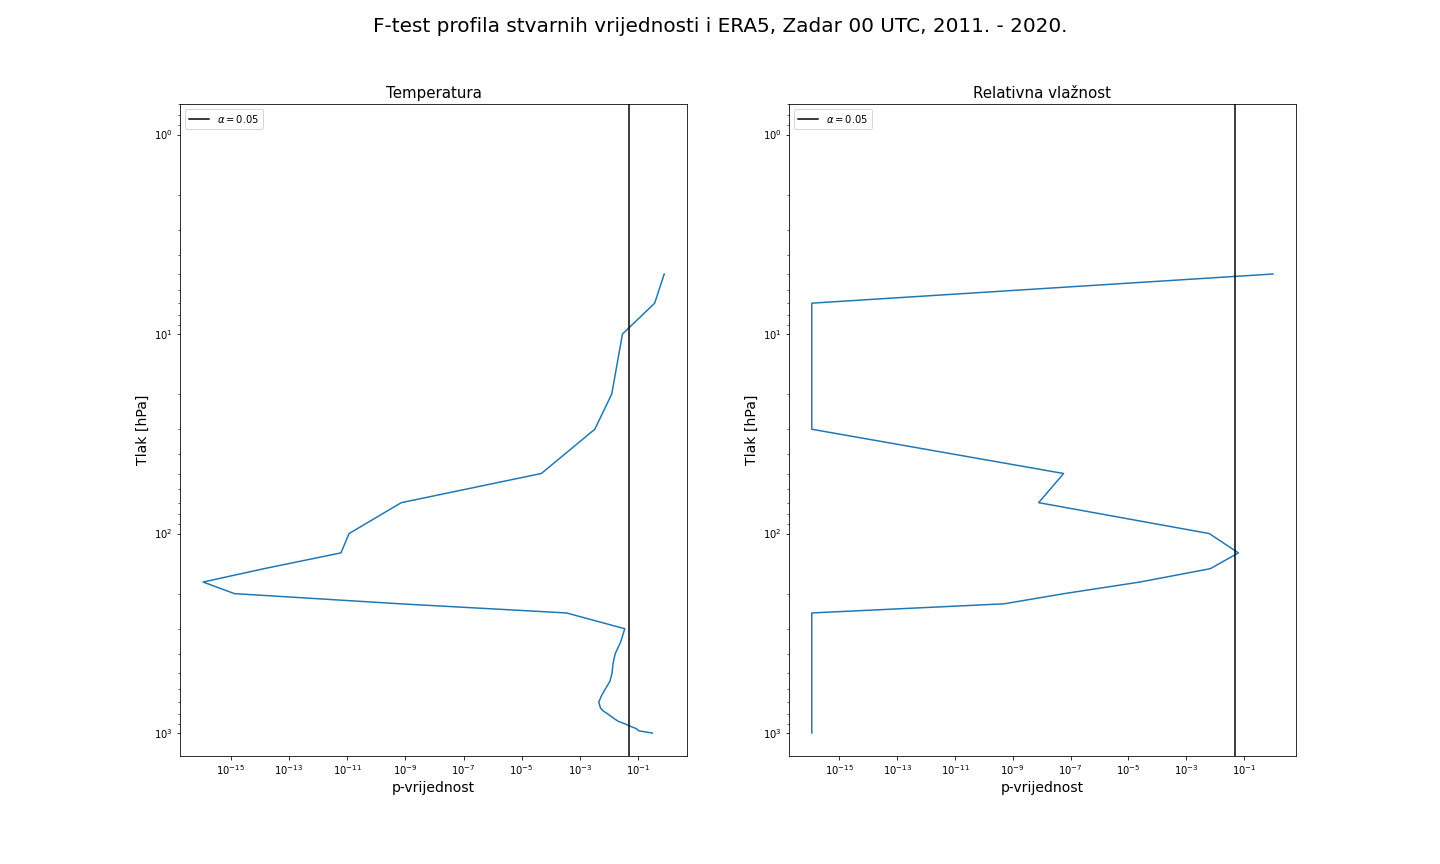 F-test profila stvarnih vrijednosti i ERA5, Zadar 00 UTC, 2011. - 2020.
Temperatura
α = 0.05
10⁰
10¹
10²
10³
Tlak [hPa]
10⁻¹⁵ 10⁻¹³ 10⁻¹¹ 10⁻⁹ 10⁻⁷ 10⁻⁵ 10⁻³ 10⁻¹
p-vrijednost
Relativna vlažnost
α = 0.05
10⁰
10¹
10²
10³
Tlak [hPa]
10⁻¹⁵ 10⁻¹³ 10⁻¹¹ 10⁻⁹ 10⁻⁷ 10⁻⁵ 10⁻³ 10⁻¹
p-vrijednost